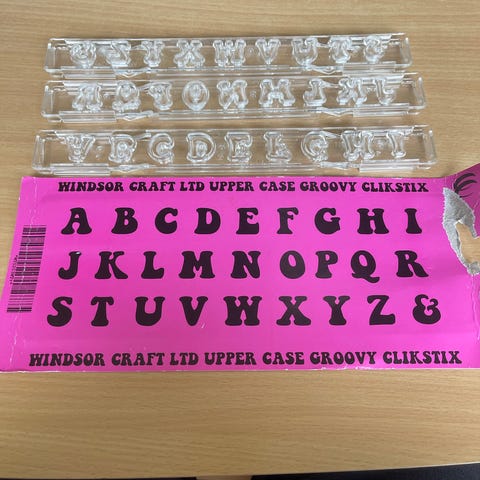 WINDSOR CRAFT LTD UPPER CASE GROOVY CLIKSTIX
A B C D E F G H I
J K L M N O P Q R
S T U V W X Y Z &
WINDSOR CRAFT LTD UPPER CASE GROOVY CLIKSTIX